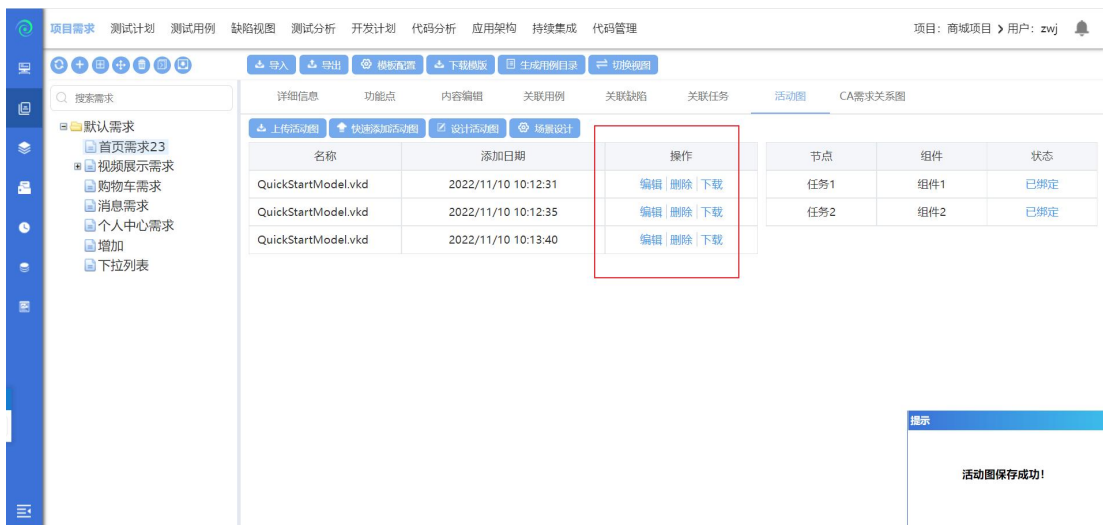 项目需求 测试计划 测试用例 缺陷视图 测试分析 开发计划 代码分析 应用架构 持续集成 代码管理 项目：商城项目 > 用户：zwj
导入 导出 模板配置 下载模版 生成用例目录 切换视图
搜索需求
默认需求
首页需求23
视频展示需求
购物车需求
消息需求
个人中心需求
增加
下拉列表
详细信息 功能点 内容编辑 关联用例 关联缺陷 关联任务 活动图 CA需求关系图
上传活动图 快速添加活动图 设计活动图 场景设计
名称 添加日期 操作
QuickStartModel.vkd 2022/11/10 10:12:31 编辑 删除 下载
QuickStartModel.vkd 2022/11/10 10:12:35 编辑 删除 下载
QuickStartModel.vkd 2022/11/10 10:13:40 编辑 删除 下载
节点 组件 状态
任务1 组件1 已绑定
任务2 组件2 已绑定
提示
活动图保存成功！